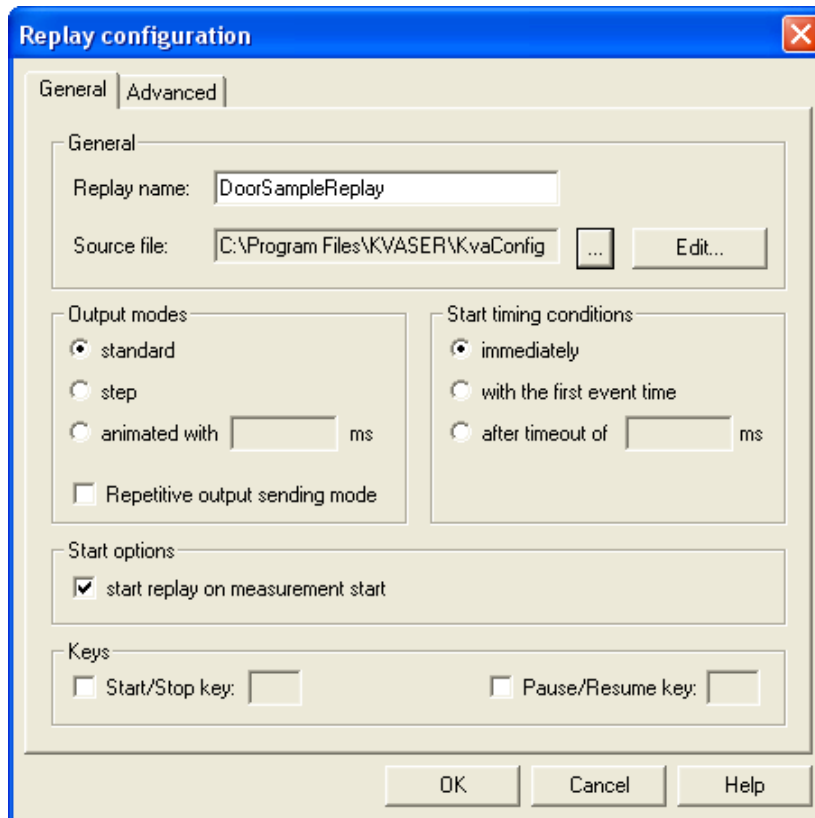 Replay configuration
General Advanced
General
Replay name: DoorSampleReplay
Source file: C:\Program Files\KVASER\KvaConfig ... Edit...
Output modes
standard
step
animated with ms
Repetitive output sending mode
Start timing conditions
immediately
with the first event time
after timeout of ms
Start options
start replay on measurement start
Keys
Start/Stop key: Pause/Resume key:
OK Cancel Help